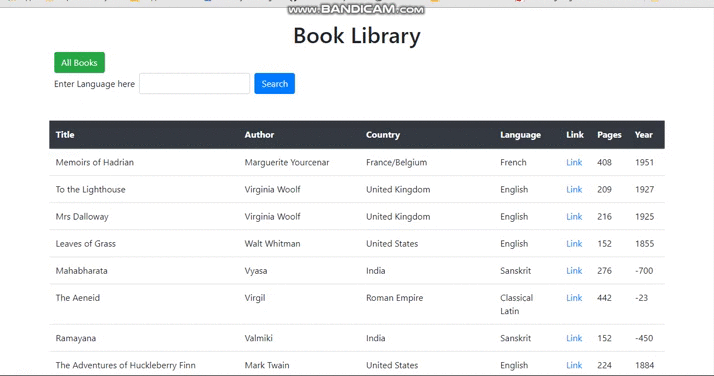 www.BANDICAM.com
Book Library
All Books
Enter Language here Search
Title Author Country Language Link Pages Year
Memoirs of Hadrian Marguerite Yourcenar France/Belgium French Link 408 1951
To the Lighthouse Virginia Woolf United Kingdom English Link 209 1927
Mrs Dalloway Virginia Woolf United Kingdom English Link 216 1925
Leaves of Grass Walt Whitman United States English Link 152 1855
Mahabharata Vyasa India Sanskrit Link 276 -700
The Aeneid Virgil Roman Empire Classical Latin Link 442 -23
Ramayana Valmiki India Sanskrit Link 152 -450
The Adventures of Huckleberry Finn Mark Twain United States English Link 224 1884